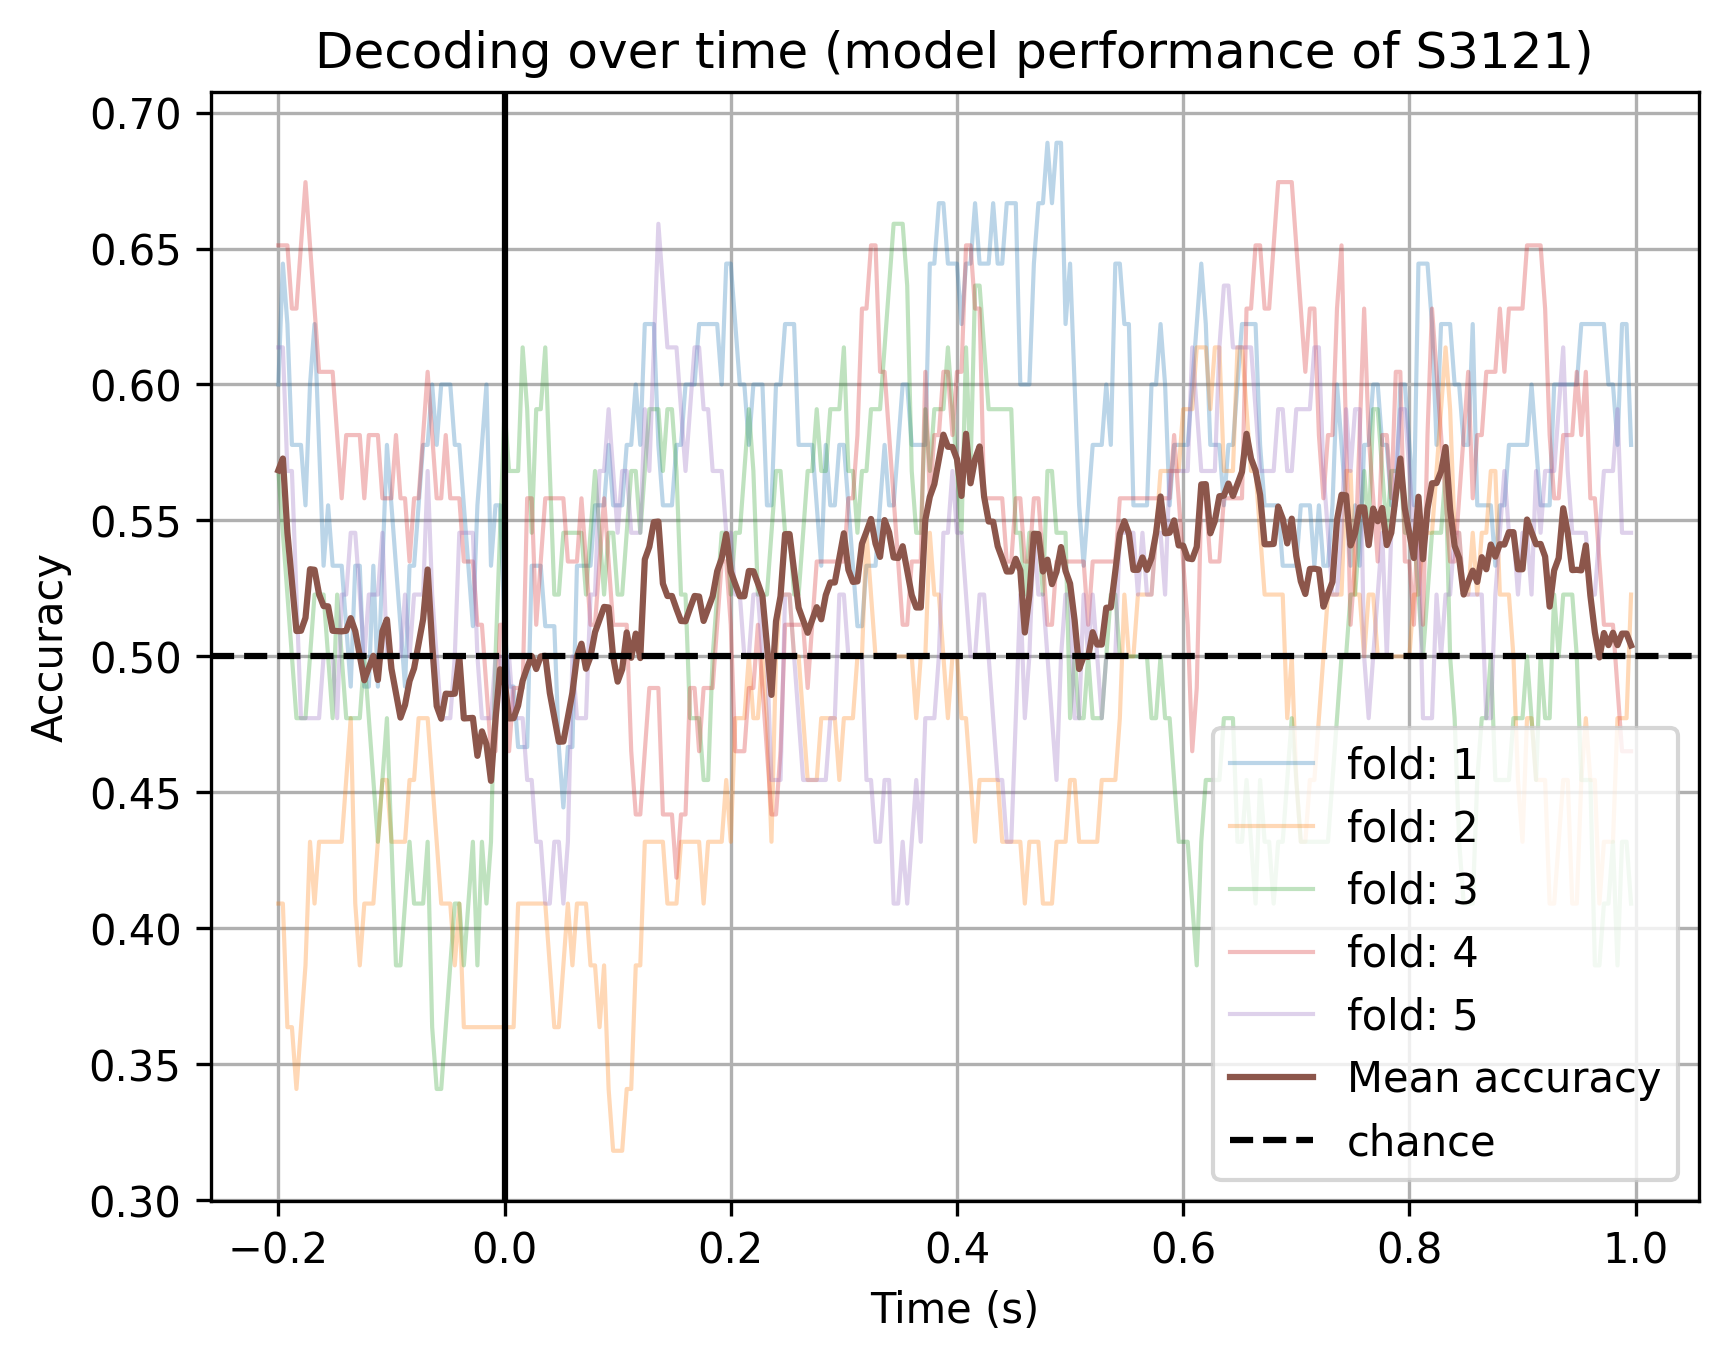 Decoding over time (model performance of S3121)
Accuracy
0.70
0.65
0.60
0.55
0.50
0.45
0.40
0.35
0.30
−0.2
0.0
0.2
0.4
0.6
0.8
1.0
Time (s)
fold: 1
fold: 2
fold: 3
fold: 4
fold: 5
Mean accuracy
chance